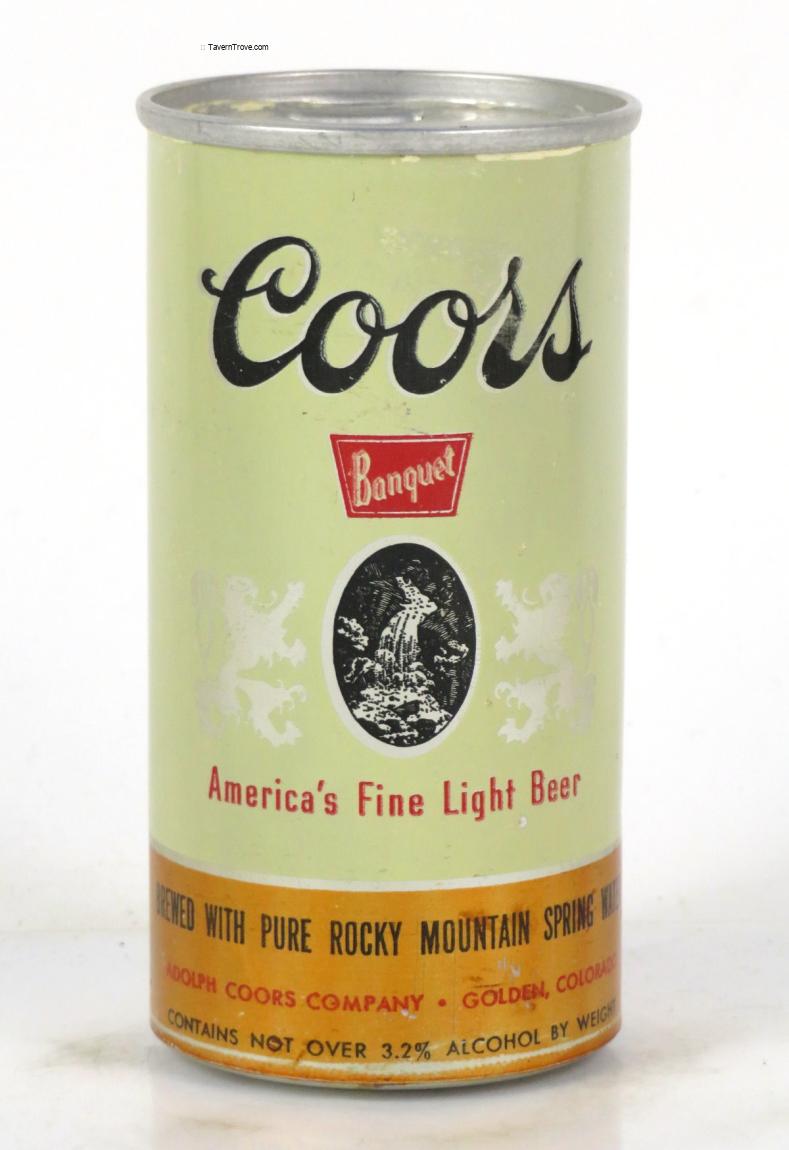 :: TavernTrove.com
Coors
Banquet
America's Fine Light Beer
BREWED WITH PURE ROCKY MOUNTAIN SPRING
ADOLPH COORS COMPANY • GOLDEN, COLORADO
CONTAINS NOT OVER 3.2% ALCOHOL BY WEIGHT